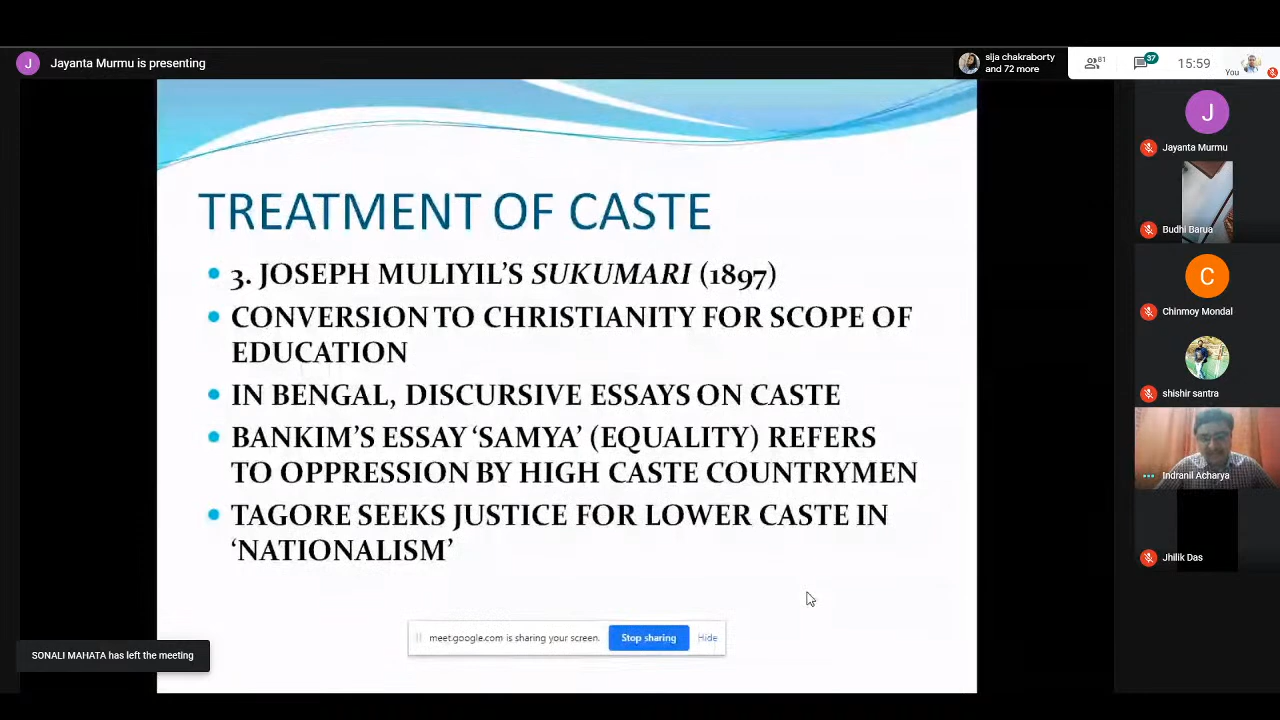 J
Jayanta Murmu is presenting
sija chakraborty
and 72 more
81
37
15:59
You
TREATMENT OF CASTE
• 3. JOSEPH MULIYIL’S SUKUMARI (1897)
• CONVERSION TO CHRISTIANITY FOR SCOPE OF
EDUCATION
• IN BENGAL, DISCURSIVE ESSAYS ON CASTE
• BANKIM’S ESSAY ‘SAMYA’ (EQUALITY) REFERS
TO OPPRESSION BY HIGH CASTE COUNTRYMEN
• TAGORE SEEKS JUSTICE FOR LOWER CASTE IN
‘NATIONALISM’
meet.google.com is sharing your screen.
Stop sharing
Hide
SONALI MAHATA has left the meeting
J
Jayanta Murmu
Budhi Barua
C
Chinmoy Mondal
shishir santra
Indranil Acharya
Jhilik Das